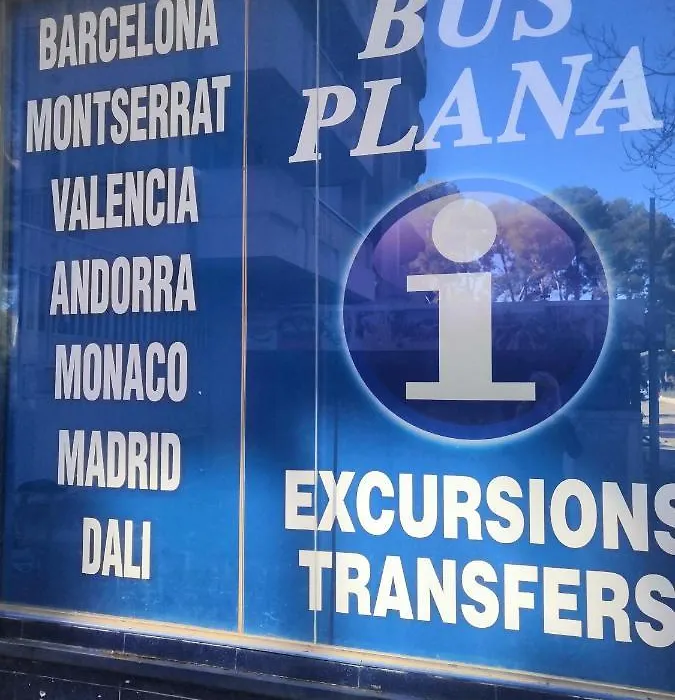 BARCELONA
MONTSERRAT
VALENCIA
ANDORRA
MONACO
MADRID
DALI
BUS
PLANA
i
EXCURSIONS
TRANSFERS